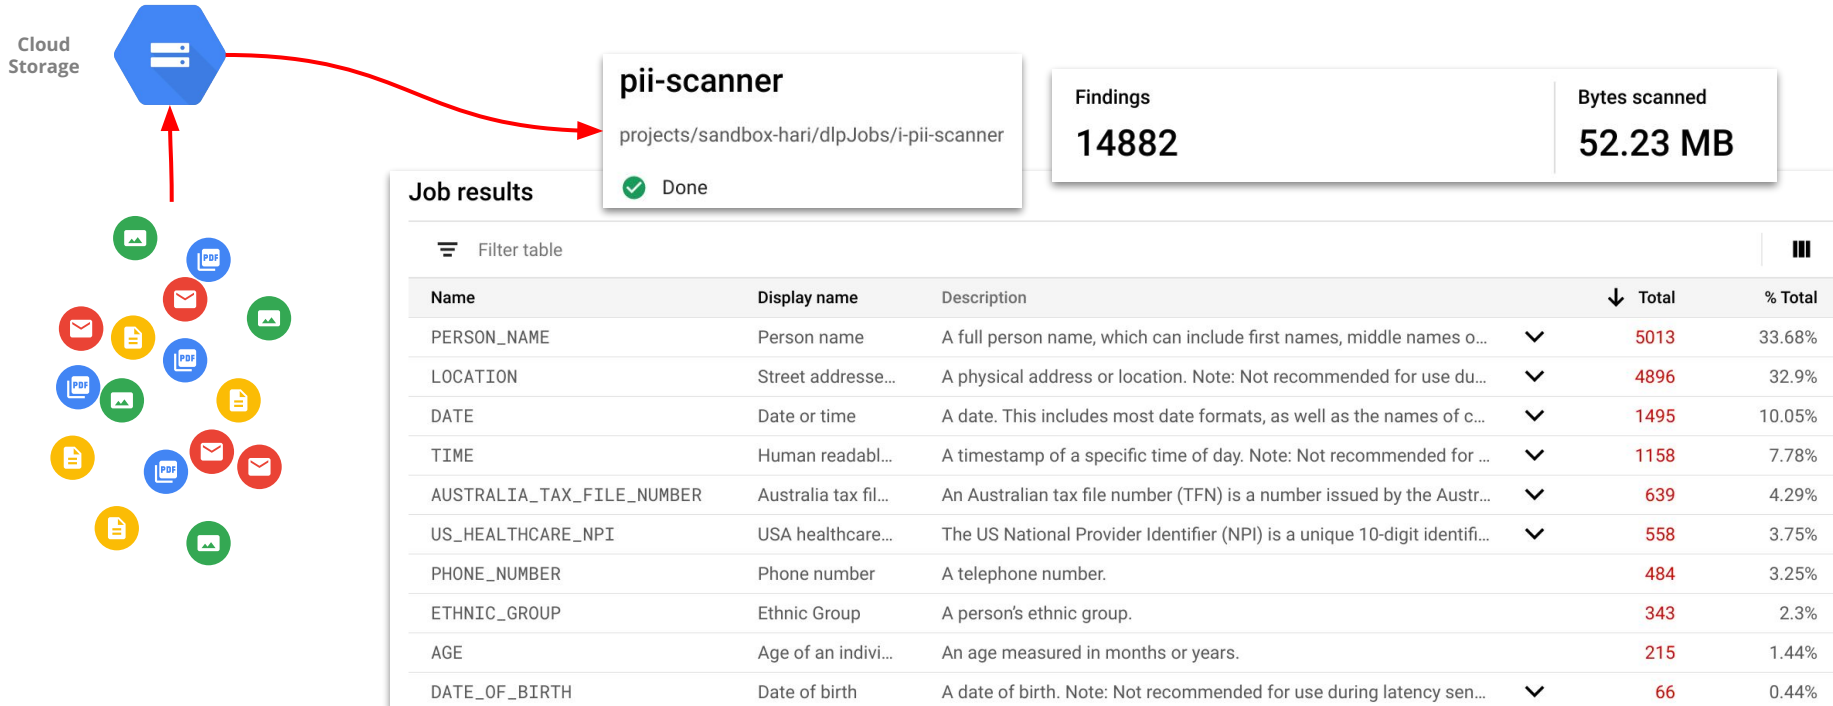 Cloud
Storage
pii-scanner
projects/sandbox-hari/dlpJobs/i-pii-scanner
Done
Findings
14882
Bytes scanned
52.23 MB
Job results
Filter table
Name Display name Description Total % Total
PERSON_NAME Person name A full person name, which can include first names, middle names o... 5013 33.68%
LOCATION Street addresse... A physical address or location. Note: Not recommended for use du... 4896 32.9%
DATE Date or time A date. This includes most date formats, as well as the names of c... 1495 10.05%
TIME Human readabl... A timestamp of a specific time of day. Note: Not recommended for ... 1158 7.78%
AUSTRALIA_TAX_FILE_NUMBER Australia tax fil... An Australian tax file number (TFN) is a number issued by the Austr... 639 4.29%
US_HEALTHCARE_NPI USA healthcare... The US National Provider Identifier (NPI) is a unique 10-digit identifi... 558 3.75%
PHONE_NUMBER Phone number A telephone number. 484 3.25%
ETHNIC_GROUP Ethnic Group A person’s ethnic group. 343 2.3%
AGE Age of an indivi... An age measured in months or years. 215 1.44%
DATE_OF_BIRTH Date of birth A date of birth. Note: Not recommended for use during latency sen... 66 0.44%
PDF
PDF
PDF
PDF